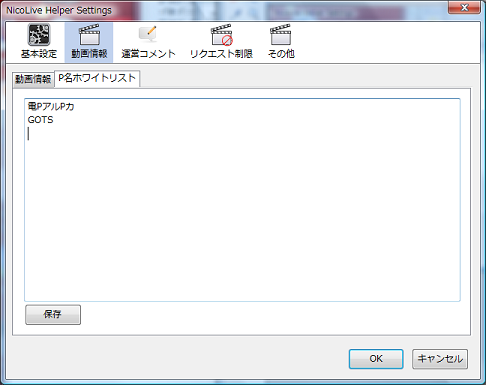 NicoLive Helper Settings
基本設定 動画情報 運営コメント リクエスト制限 その他
動画情報 P名ホワイトリスト
電PアルPカ
GOTS
保存
OK キャンセル